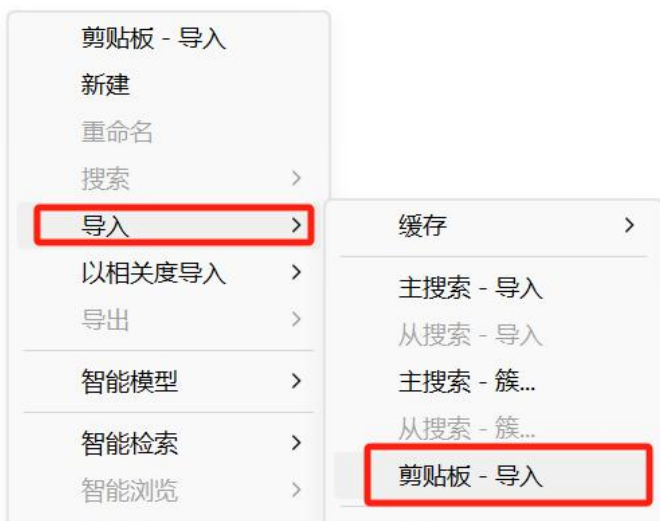 剪贴板 - 导入
新建
重命名
搜索
导入
以相关度导入
导出
智能模型
智能检索
智能浏览
缓存
主搜索 - 导入
从搜索 - 导入
主搜索 - 簇...
从搜索 - 簇...
剪贴板 - 导入